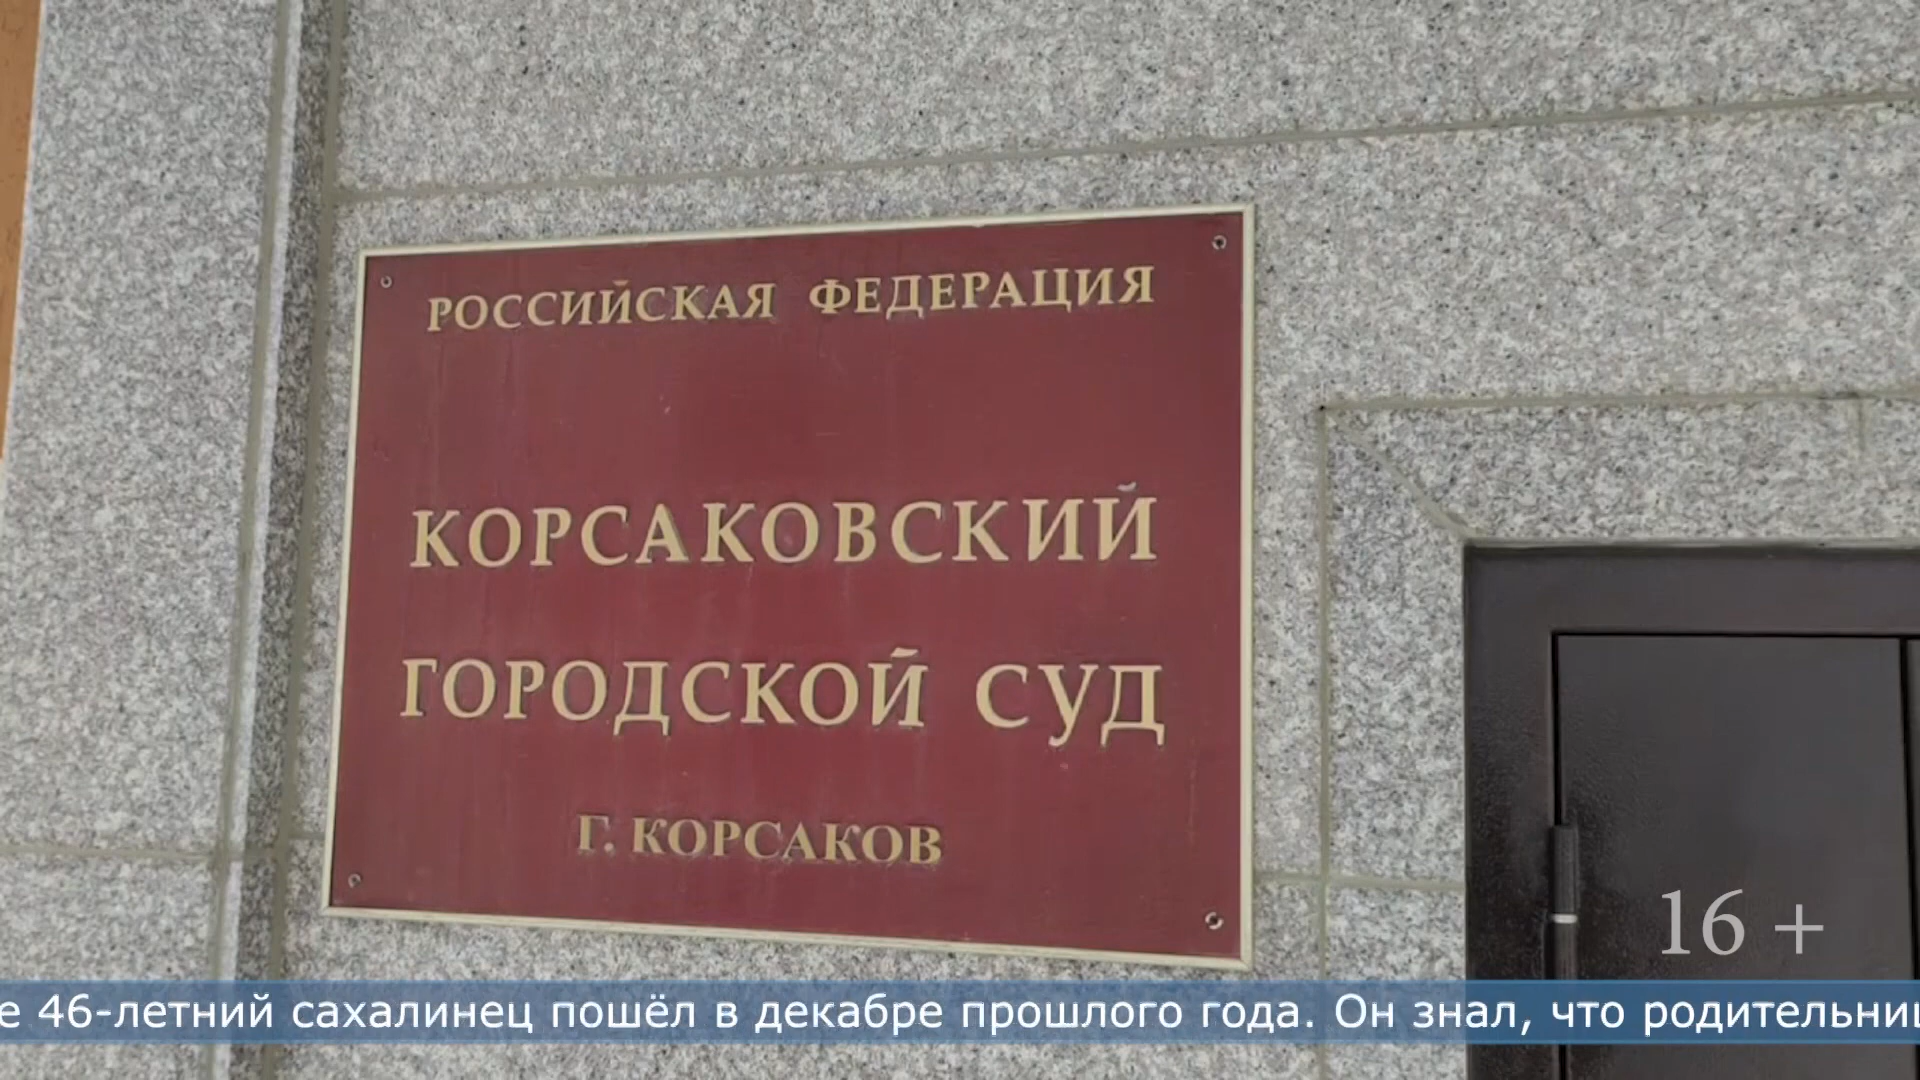 РОССИЙСКАЯ ФЕДЕРАЦИЯ
КОРСАКОВСКИЙ
ГОРОДСКОЙ СУД
Г. КОРСАКОВ
16 +
е 46-летний сахалинец пошёл в декабре прошлого года. Он знал, что